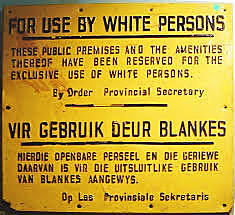 FOR USE BY WHITE PERSONS
THESE PUBLIC PREMISES AND THE AMENITIES
THEREOF HAVE BEEN RESERVED FOR THE
EXCLUSIVE USE OF WHITE PERSONS.
By Order Provincial Secretary
VIR GEBRUIK DEUR BLANKES
HIERDIE OPENBARE PERSEEL EN DIE GERIEWE
DAARVAN IS VIR DIE UITSLUITLIKE GEBRUIK
VAN BLANKES AANGEWYS.
Op Las Provinsiale Sekretaris